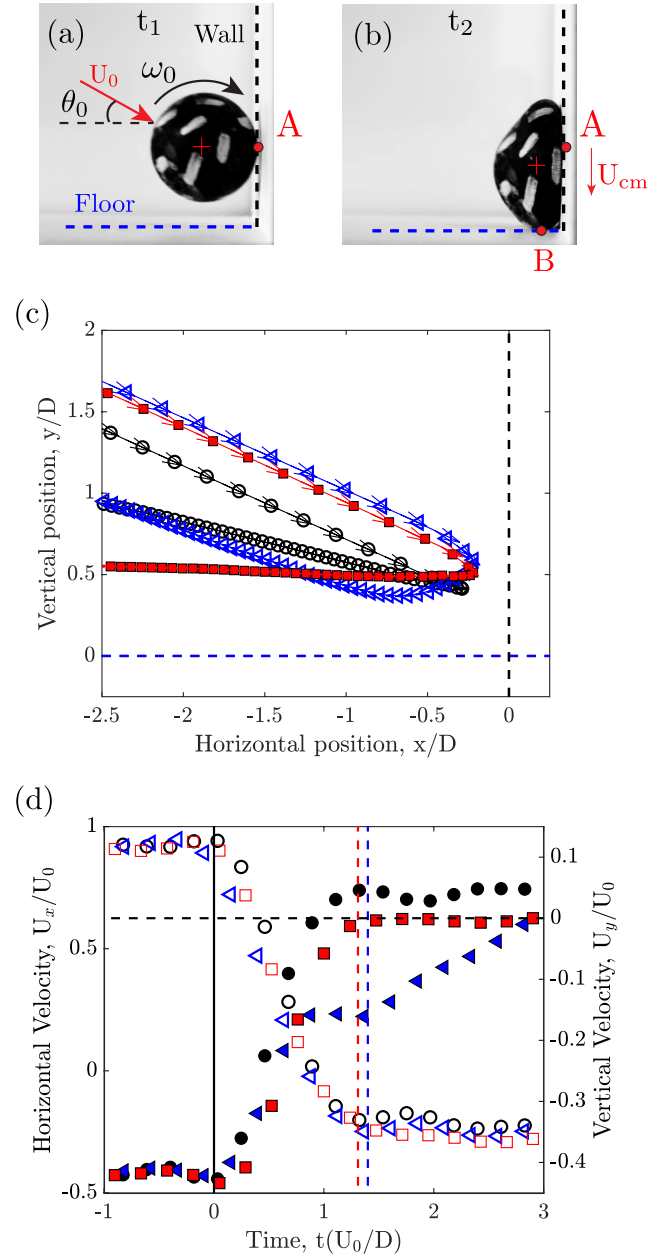 (a) t₁ Wall
U₀ ω₀
θ₀ A
Floor
(b) t₂
A
U_cm
B
(c)
Vertical position, y/D
2
1.5
1
0.5
0
-2.5 -2 -1.5 -1 -0.5 0
Horizontal position, x/D
(d)
Horizontal Velocity, U_x/U₀
1
0.5
0
-0.5
0.1
0
-0.1
-0.2
-0.3
-0.4
Vertical Velocity, U_y/U₀
-1 0 1 2 3
Time, t(U₀/D)